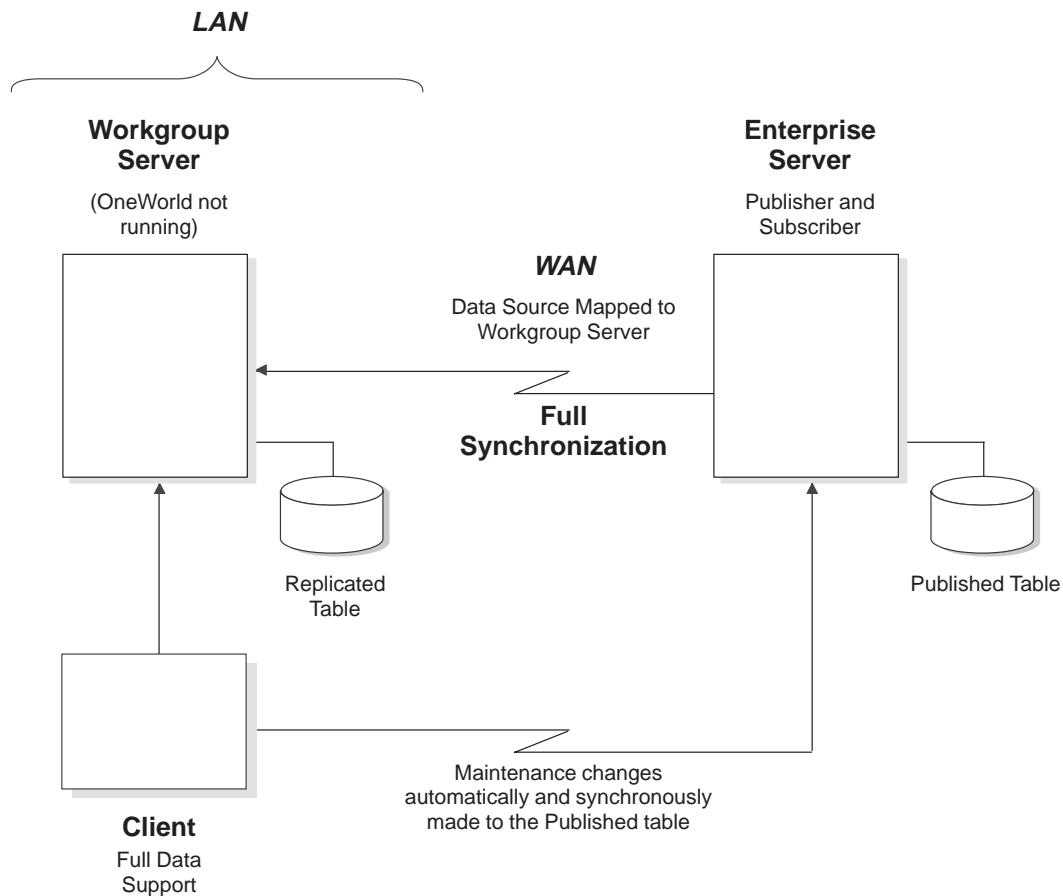 LAN
Workgroup
Server
(OneWorld not
running)
Enterprise
Server
Publisher and
Subscriber
WAN
Data Source Mapped to
Workgroup Server
Full
Synchronization
Replicated
Table
Published Table
Maintenance changes
automatically and synchronously
made to the Published table
Client
Full Data
Support